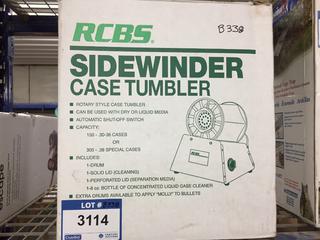 RCBS.
B332
SIDEWINDER
CASE TUMBLER
ROTARY STYLE CASE TUMBLER
CAN BE USED WITH DRY OR LIQUID MEDIA
AUTOMATIC SHUT-OFF SWITCH
CAPACITY:
150 - 30-06 CASES
OR
300 - .38 SPECIAL CASES
INCLUDES:
1-DRUM
1-SOLID LID (CLEANING)
1-PERFORATED LID (SEPARATION MEDIA)
1-8 oz. BOTTLE OF CONCENTRATED LIQUID CASE CLEANER
EXTRA DRUMS AVAILABLE TO APPLY "MOLLY" TO BULLETS
LOT #
3114